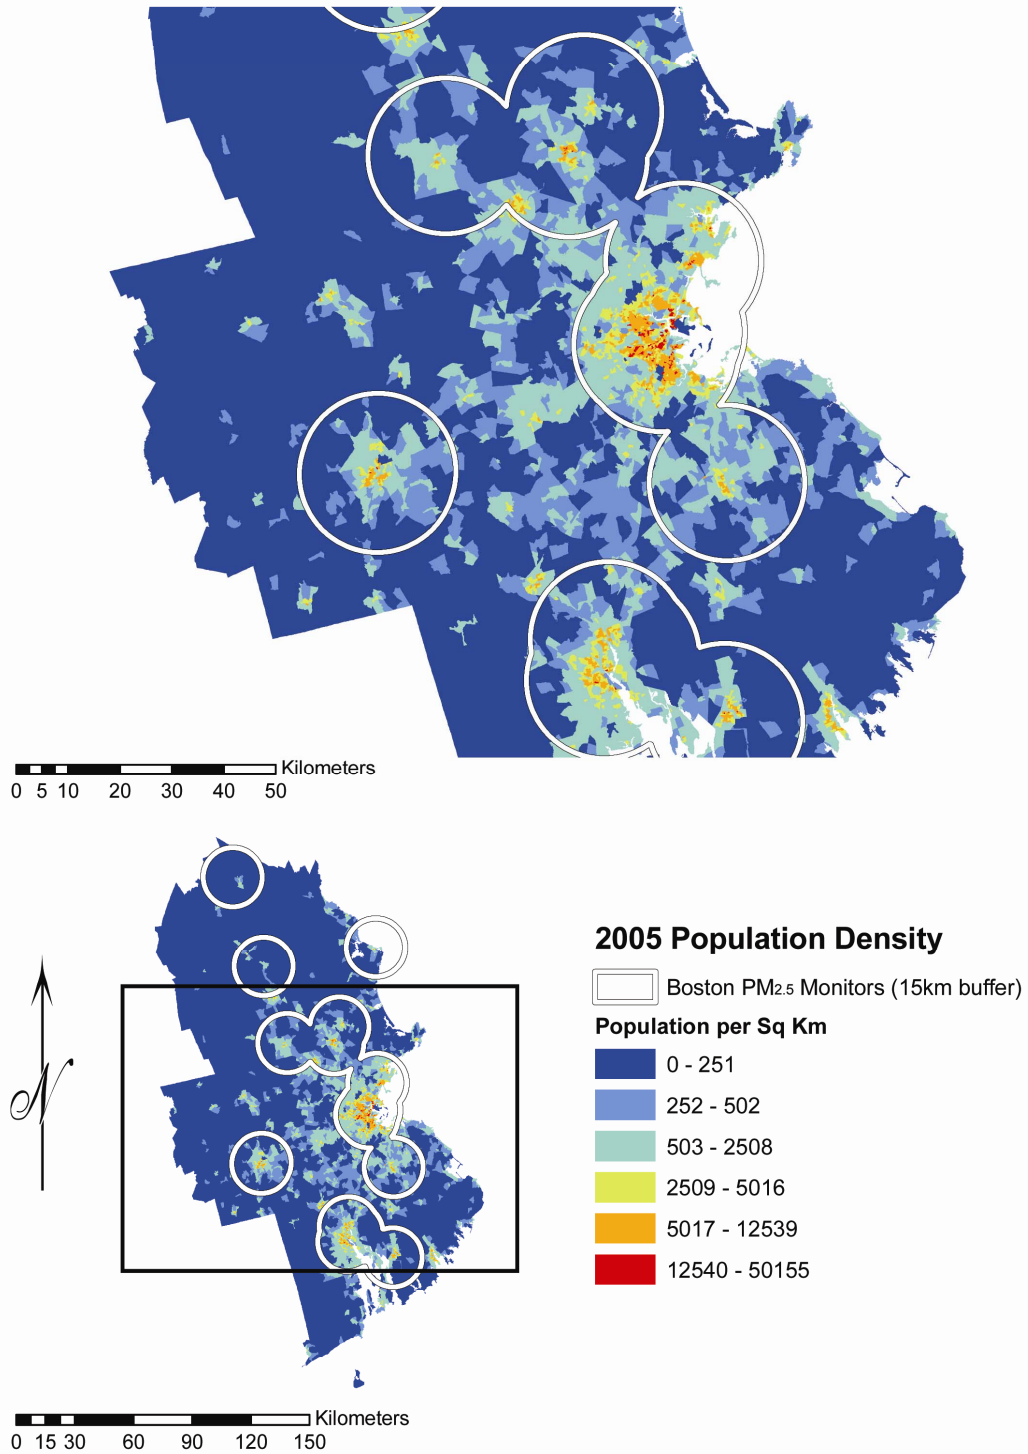 Kilometers
0 5 10 20 30 40 50
2005 Population Density
Boston PM2.5 Monitors (15km buffer)
Population per Sq Km
0 - 251
252 - 502
503 - 2508
2509 - 5016
5017 - 12539
12540 - 50155
N
Kilometers
0 15 30 60 90 120 150